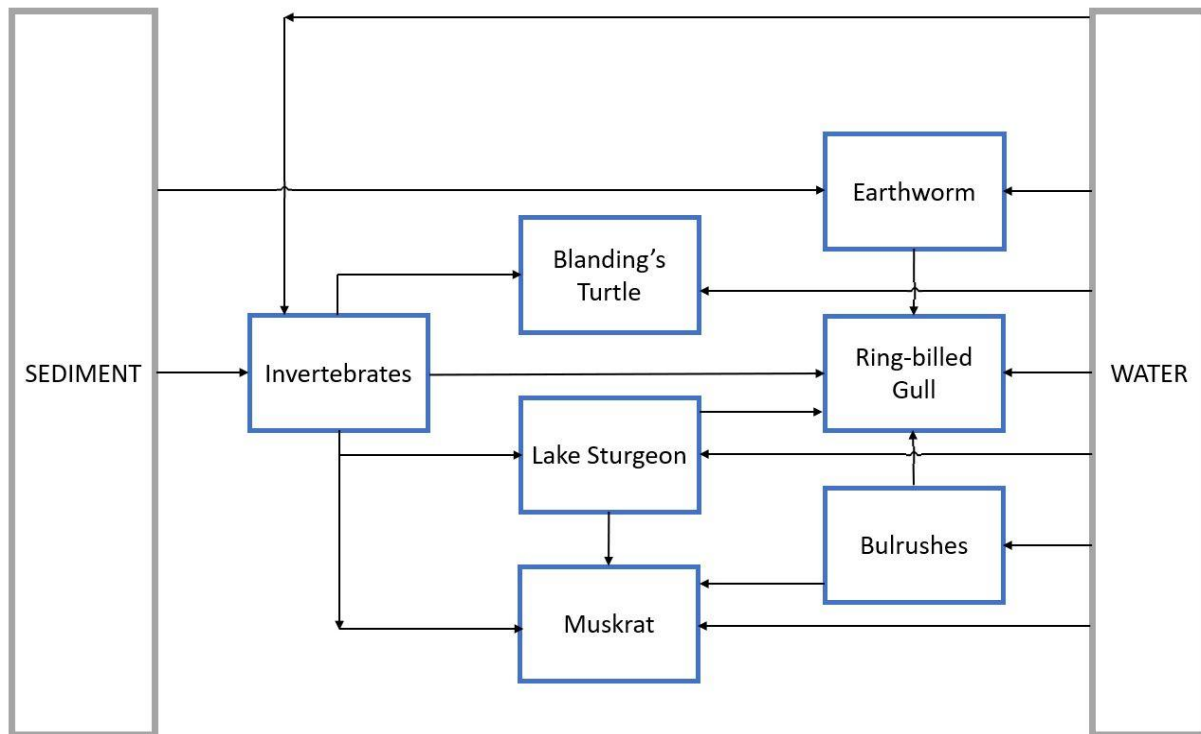 Earthworm
Blanding’s
Turtle
SEDIMENT
Invertebrates
Ring-billed
Gull
WATER
Lake Sturgeon
Bulrushes
Muskrat